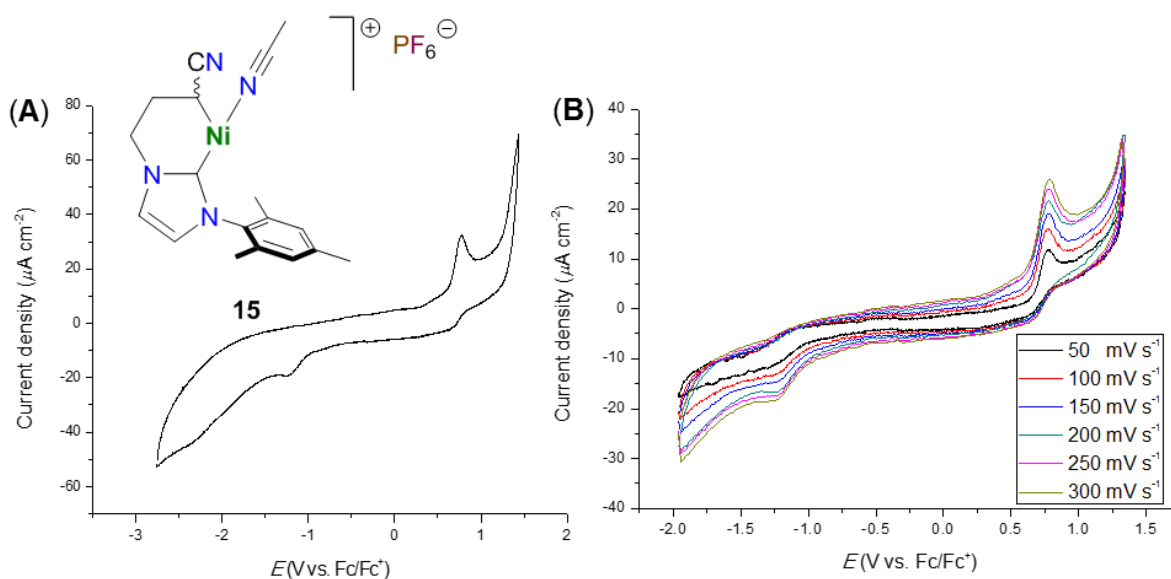 (A)
CN
N
Ni
N
N
⊕ PF6 ⊖
15
80
60
40
20
0
-20
-40
-60
Current density (µA cm-2)
-3
-2
-1
0
1
2
E (V vs. Fc/Fc+)
(B)
40
30
20
10
0
-10
-20
-30
-40
Current density (µA cm-2)
-2.0
-1.5
-1.0
-0.5
0.0
0.5
1.0
1.5
E (V vs. Fc/Fc+)
50 mV s-1
100 mV s-1
150 mV s-1
200 mV s-1
250 mV s-1
300 mV s-1